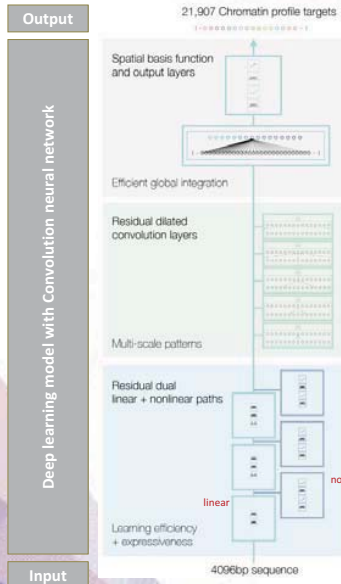 Output
21,907 Chromatin profile targets
Deep learning model with Convolution neural network
Spatial basis function
and output layers
Efficient global integration
Residual dilated
convolution layers
Multi-scale patterns
Residual dual
linear + nonlinear paths
no
linear
Learning efficiency
+ expressiveness
Input
4096bp sequence